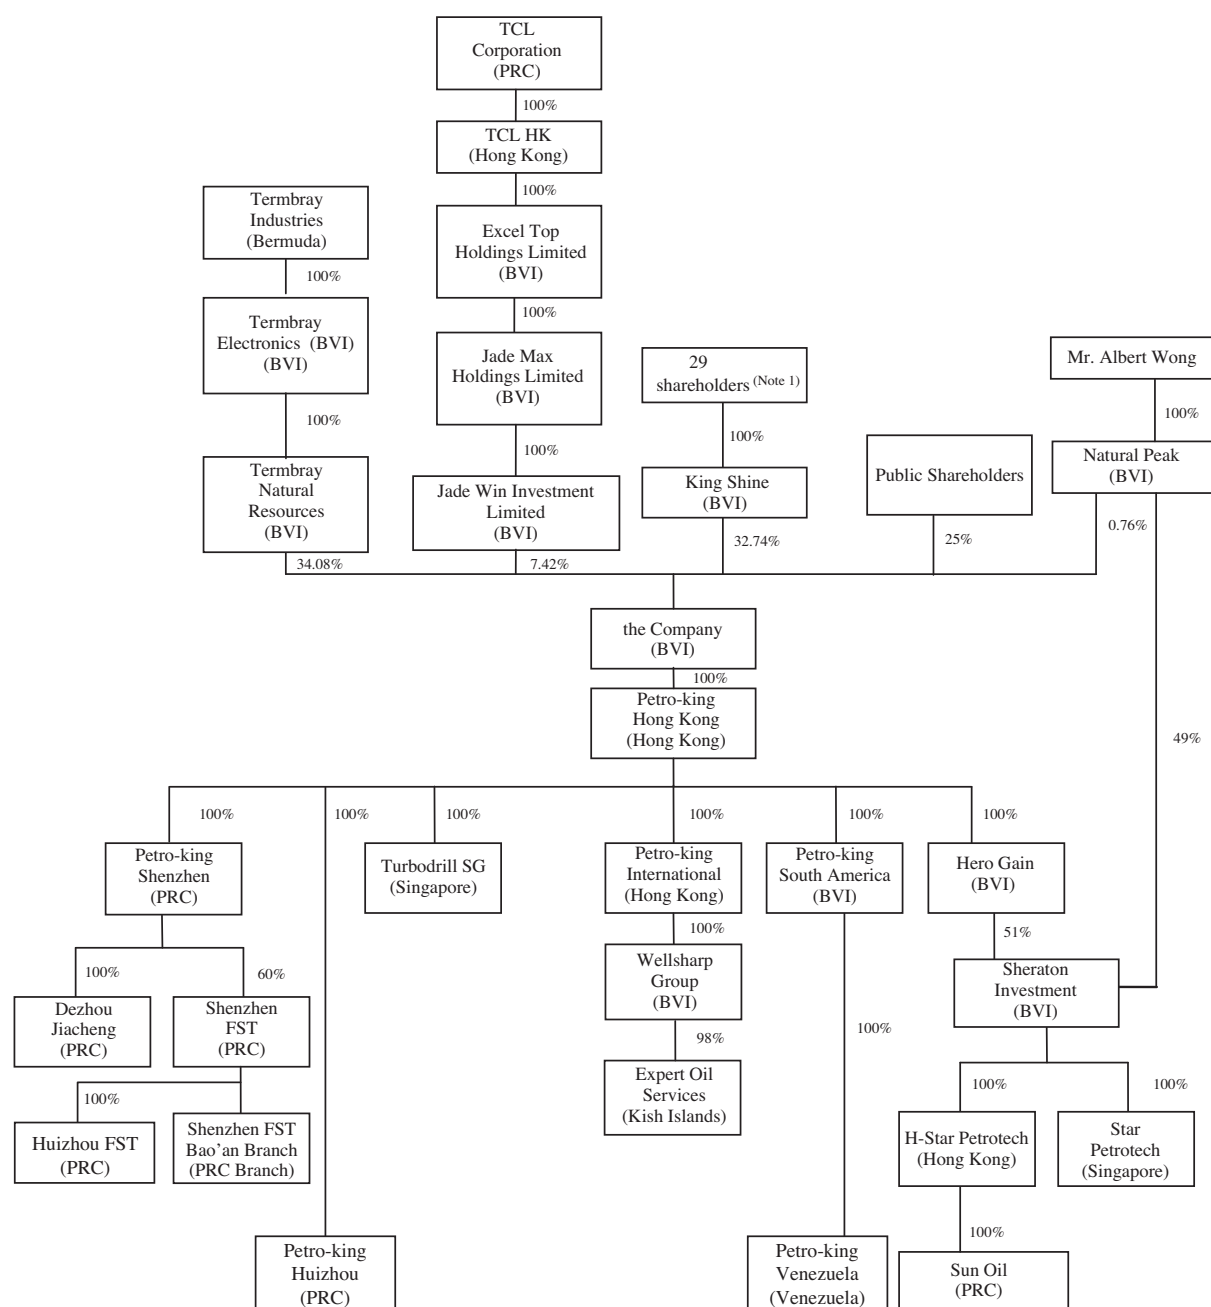 TCL
Corporation
(PRC)
100%
TCL HK
(Hong Kong)
100%
Termbray
Industries
(Bermuda)
100%
Excel Top
Holdings Limited
(BVI)
100%
Termbray
Electronics (BVI)
(BVI)
100%
Jade Max
Holdings Limited
(BVI)
100%
29
shareholders (Note 1)
100%
Mr. Albert Wong
100%
Termbray
Natural
Resources
(BVI)
34.08%
Jade Win Investment
Limited
(BVI)
7.42%
King Shine
(BVI)
32.74%
Public Shareholders
25%
Natural Peak
(BVI)
0.76%
49%
the Company
(BVI)
100%
Petro-king
Hong Kong
(Hong Kong)
100%
100%
100%
100%
100%
100%
Petro-king
Shenzhen
(PRC)
Turbodrill SG
(Singapore)
Petro-king
International
(Hong Kong)
Petro-king
South America
(BVI)
Hero Gain
(BVI)
100%
60%
100%
51%
Dezhou
Jiacheng
(PRC)
Shenzhen
FST
(PRC)
Wellsharp
Group
(BVI)
Sheraton
Investment
(BVI)
98%
100%
100%
Expert Oil
Services
(Kish Islands)
100%
100%
Huizhou FST
(PRC)
Shenzhen FST
Bao'an Branch
(PRC Branch)
H-Star Petrotech
(Hong Kong)
Star
Petrotech
(Singapore)
100%
Petro-king
Huizhou
(PRC)
Petro-king
Venezuela
(Venezuela)
Sun Oil
(PRC)